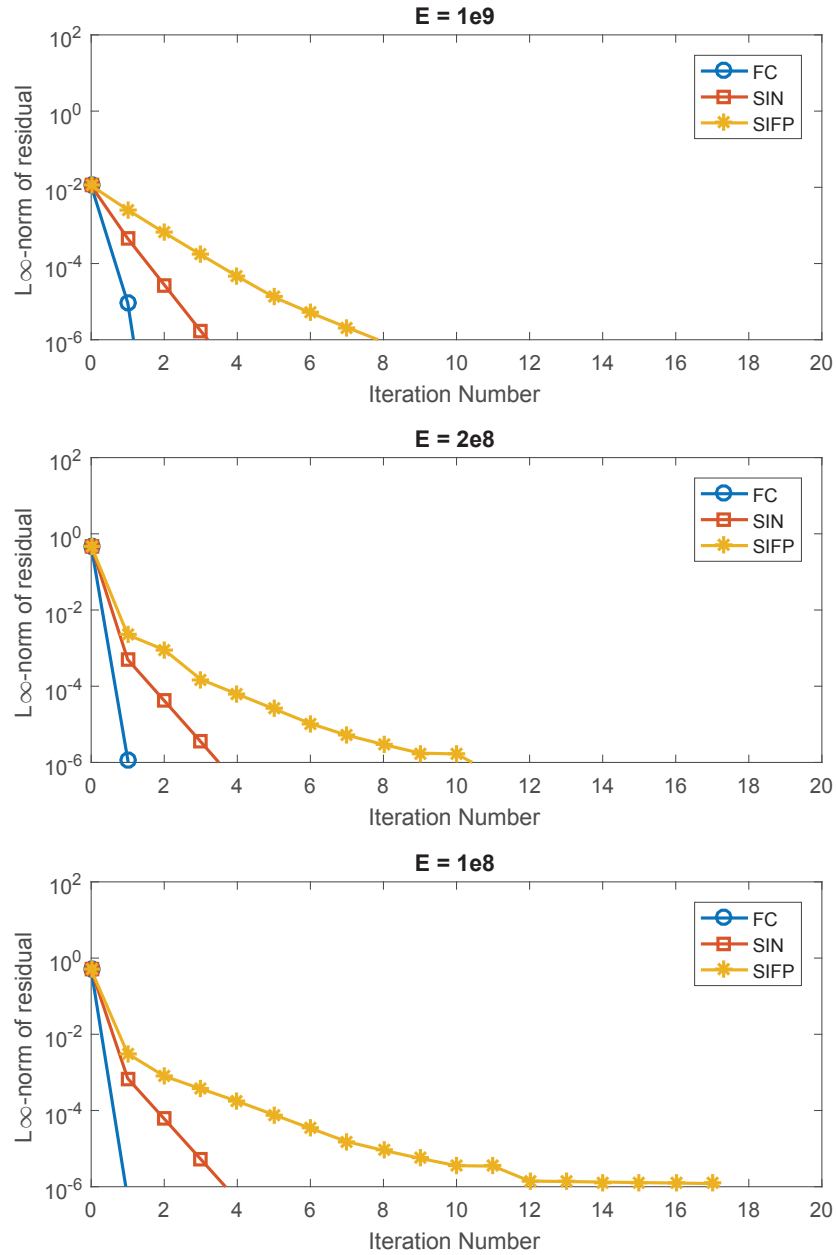 E = 1e9
10^2
10^0
10^-2
10^-4
10^-6
L∞-norm of residual
FC
SIN
SIFP
0 2 4 6 8 10 12 14 16 18 20
Iteration Number
E = 2e8
10^2
10^0
10^-2
10^-4
10^-6
L∞-norm of residual
FC
SIN
SIFP
0 2 4 6 8 10 12 14 16 18 20
Iteration Number
E = 1e8
10^2
10^0
10^-2
10^-4
10^-6
L∞-norm of residual
FC
SIN
SIFP
0 2 4 6 8 10 12 14 16 18 20
Iteration Number